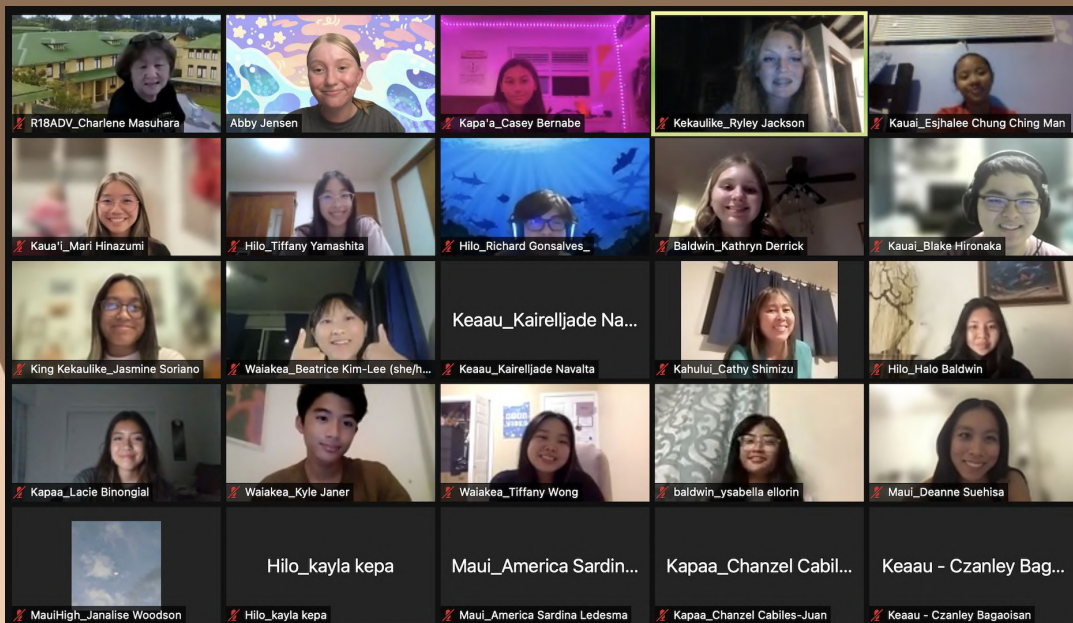 R18ADV_Charlene Masuhara
Abby Jensen
Kapa'a_Casey Bernabe
Kekaulike_Ryley Jackson
Kauai_Esjhalee Chung Ching Man
Kaua'i_Mari Hinazumi
Hilo_Tiffany Yamashita
Hilo_Richard Gonsalves_
Baldwin_Kathryn Derrick
Kauai_Blake Hironaka
King Kekaulike_Jasmine Soriano
Waiakea_Beatrice Kim-Lee (she/h...
Keaau_Kairelljade Na...
Keaau_Kairelljade Navalta
Kahului_Cathy Shimizu
Hilo_Halo Baldwin
Kapaa_Lacie Binongial
Waiakea_Kyle Janer
GOOD
VIBES
Waiakea_Tiffany Wong
baldwin_ysabella ellorin
Maui_Deanne Suehisa
MauiHigh_Janalise Woodson
Hilo_kayla kepa
Hilo_kayla kepa
Maui_America Sardin...
Maui_America Sardina Ledesma
Kapaa_Chanzel Cabil...
Kapaa_Chanzel Cabiles-Juan
Keaau - Czanley Bag...
Keaau - Czanley Bagaoisan